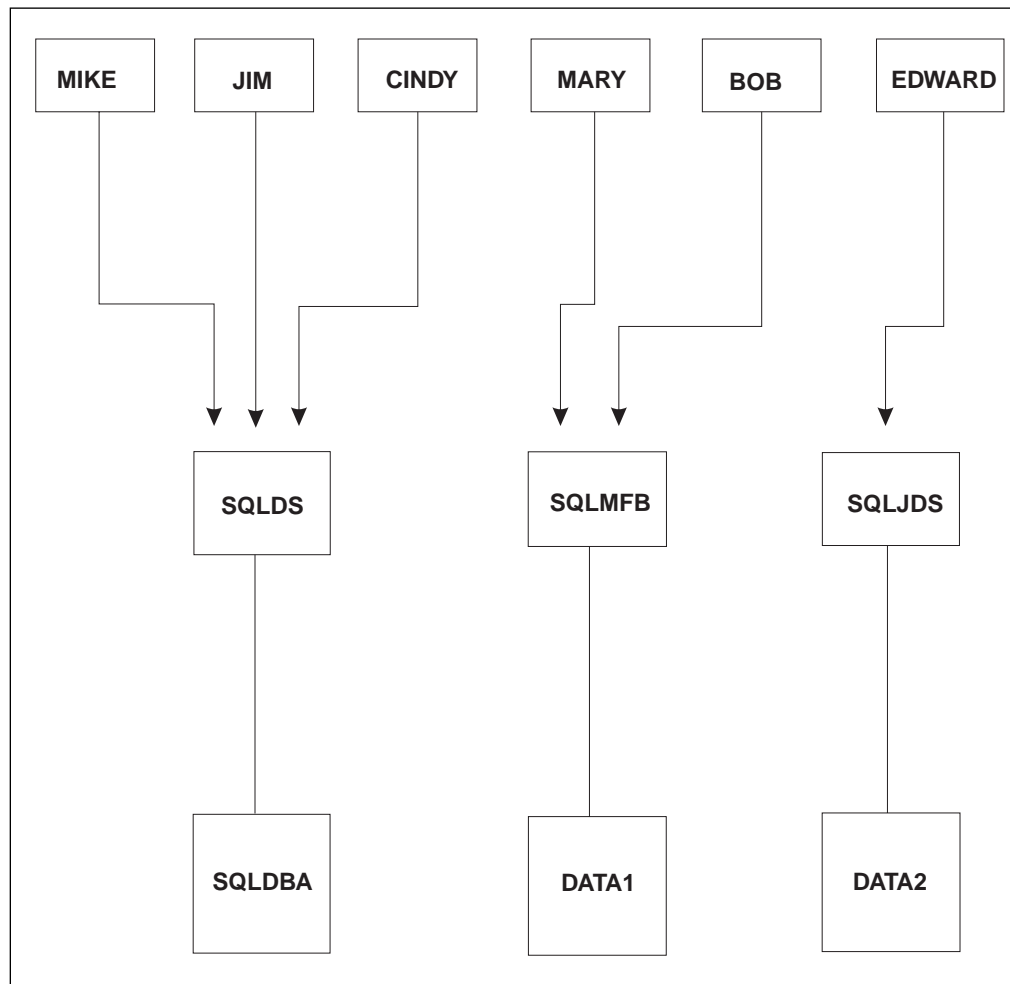 MIKE
JIM
CINDY
MARY
BOB
EDWARD
SQLDS
SQLMFB
SQLJDS
SQLDBA
DATA1
DATA2